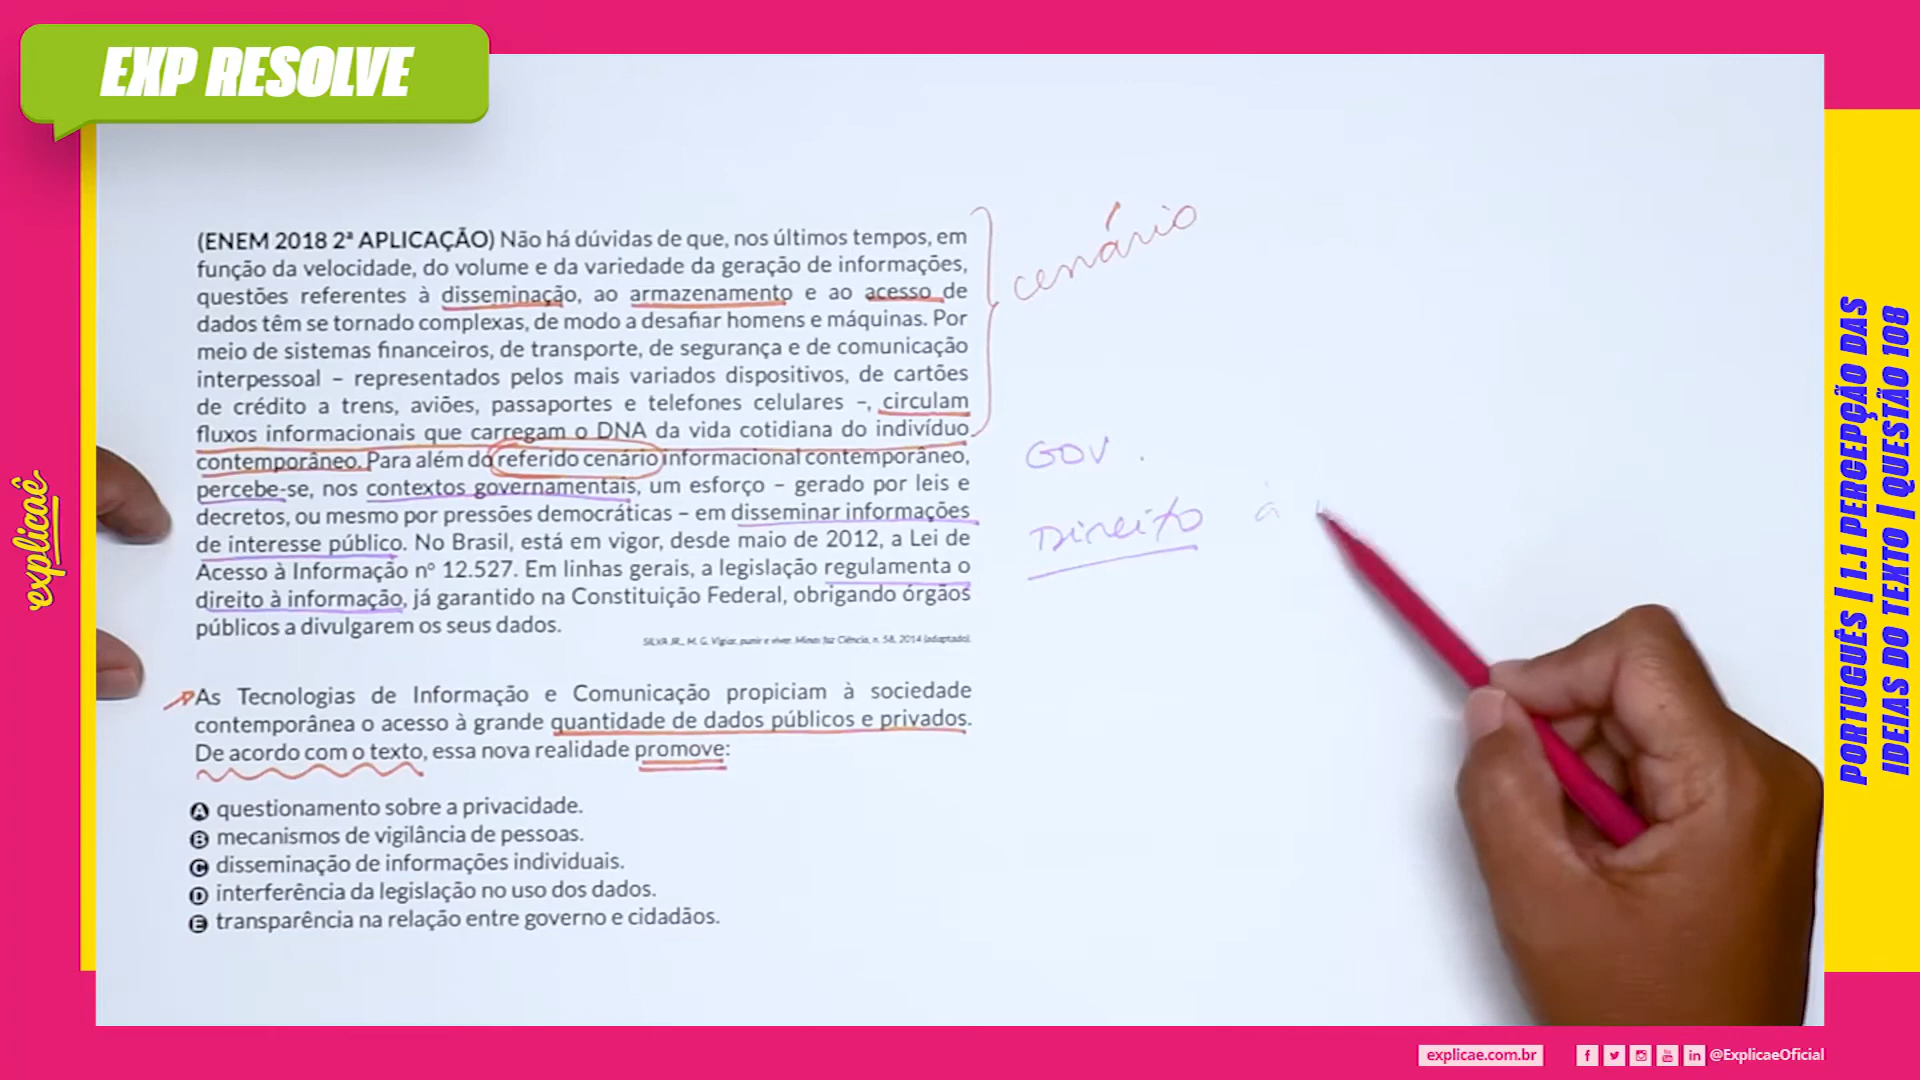 EXP RESOLVE
(ENEM 2018 2ª APLICAÇÃO) Não há dúvidas de que, nos últimos tempos, em
função da velocidade, do volume e da variedade da geração de informações,
questões referentes à disseminação, ao armazenamento e ao acesso de
dados têm se tornado complexas, de modo a desafiar homens e máquinas. Por
meio de sistemas financeiros, de transporte, de segurança e de comunicação
interpessoal – representados pelos mais variados dispositivos, de cartões
de crédito a trens, aviões, passaportes e telefones celulares –, circulam
fluxos informacionais que carregam o DNA da vida cotidiana do indivíduo
contemporâneo. Para além do referido cenário informacional contemporâneo,
percebe-se, nos contextos governamentais, um esforço – gerado por leis e
decretos, ou mesmo por pressões democráticas – em disseminar informações
de interesse público. No Brasil, está em vigor, desde maio de 2012, a Lei de
Acesso à Informação nº 12.527. Em linhas gerais, a legislação regulamenta o
direito à informação, já garantido na Constituição Federal, obrigando órgãos
públicos a divulgarem os seus dados.
SILVA JR., M. G. Vigiar, punir e viver. Minas faz Ciência, n. 58, 2014 (adaptado).
As Tecnologias de Informação e Comunicação propiciam à sociedade
contemporânea o acesso à grande quantidade de dados públicos e privados.
De acordo com o texto, essa nova realidade promove:
A questionamento sobre a privacidade.
B mecanismos de vigilância de pessoas.
C disseminação de informações individuais.
D interferência da legislação no uso dos dados.
E transparência na relação entre governo e cidadãos.
cenário
GOV.
Direito à
explicaê
PORTUGUÊS | 1.1 PERCEPÇÃO DAS
IDEIAS DO TEXTO | QUESTÃO 108
explicae.com.br
@ExplicaeOficial